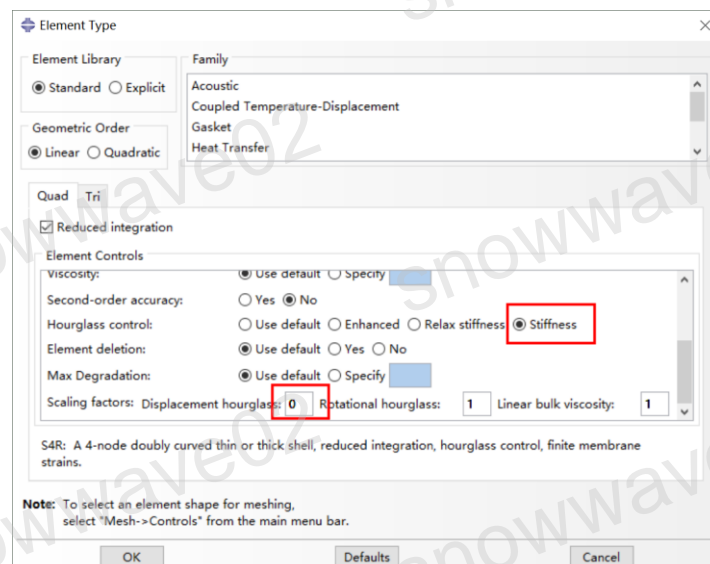 Element Type
Element Library
Standard Explicit
Family
Acoustic
Coupled Temperature-Displacement
Gasket
Heat Transfer
Geometric Order
Linear Quadratic
Quad Tri
Reduced integration
Element Controls
Viscosity: Use default Specify
Second-order accuracy: Yes No
Hourglass control: Use default Enhanced Relax stiffness Stiffness
Element deletion: Use default Yes No
Max Degradation: Use default Specify
Scaling factors: Displacement hourglass: 0 Rotational hourglass: 1 Linear bulk viscosity: 1
S4R: A 4-node doubly curved thin or thick shell, reduced integration, hourglass control, finite membrane
strains.
Note: To select an element shape for meshing,
select "Mesh->Controls" from the main menu bar.
OK Defaults Cancel
snowwave02